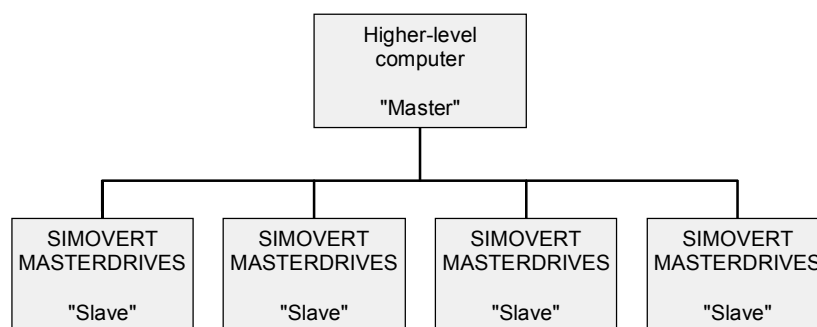 Higher-level
computer
"Master"
SIMOVERT
MASTERDRIVES
"Slave"
SIMOVERT
MASTERDRIVES
"Slave"
SIMOVERT
MASTERDRIVES
"Slave"
SIMOVERT
MASTERDRIVES
"Slave"